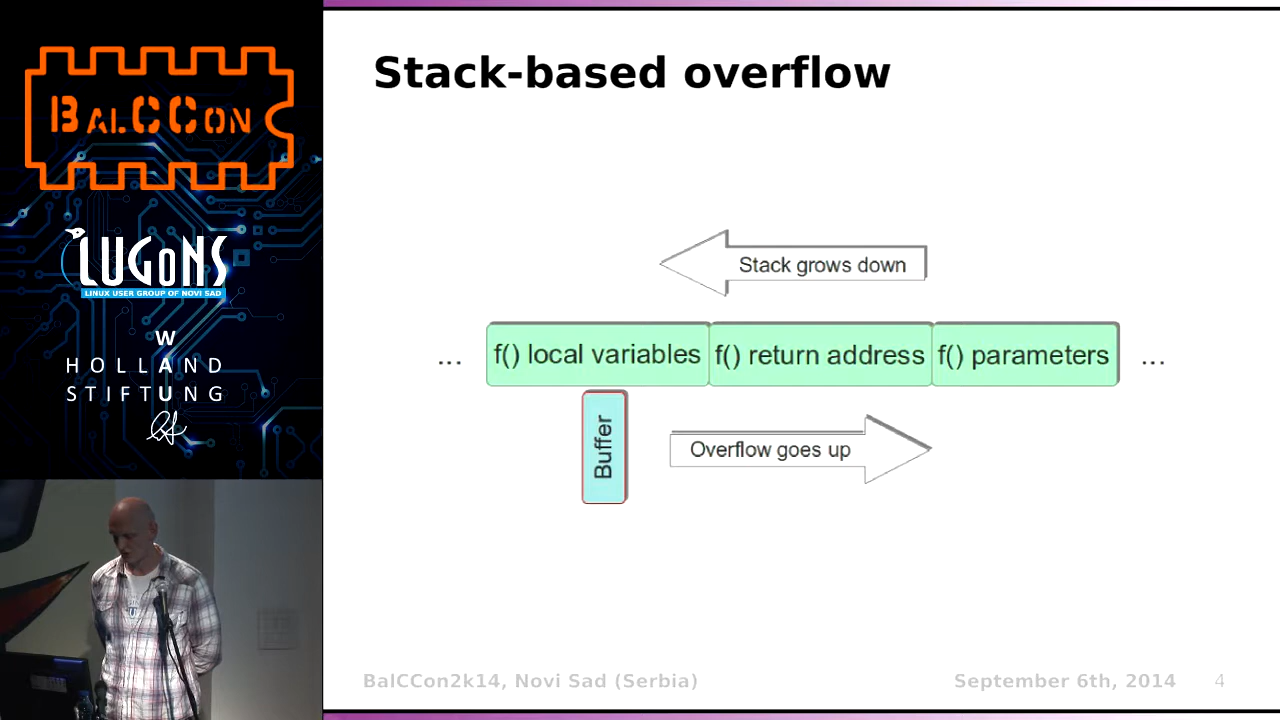 BALCCON
LUGoNS
LINUX USER GROUP OF NOVI SAD
W
HOLLAND
STIFTUNG
Stack-based overflow
Stack grows down
... f() local variables f() return address f() parameters ...
Buffer
Overflow goes up
BalCCon2k14, Novi Sad (Serbia) September 6th, 2014 4